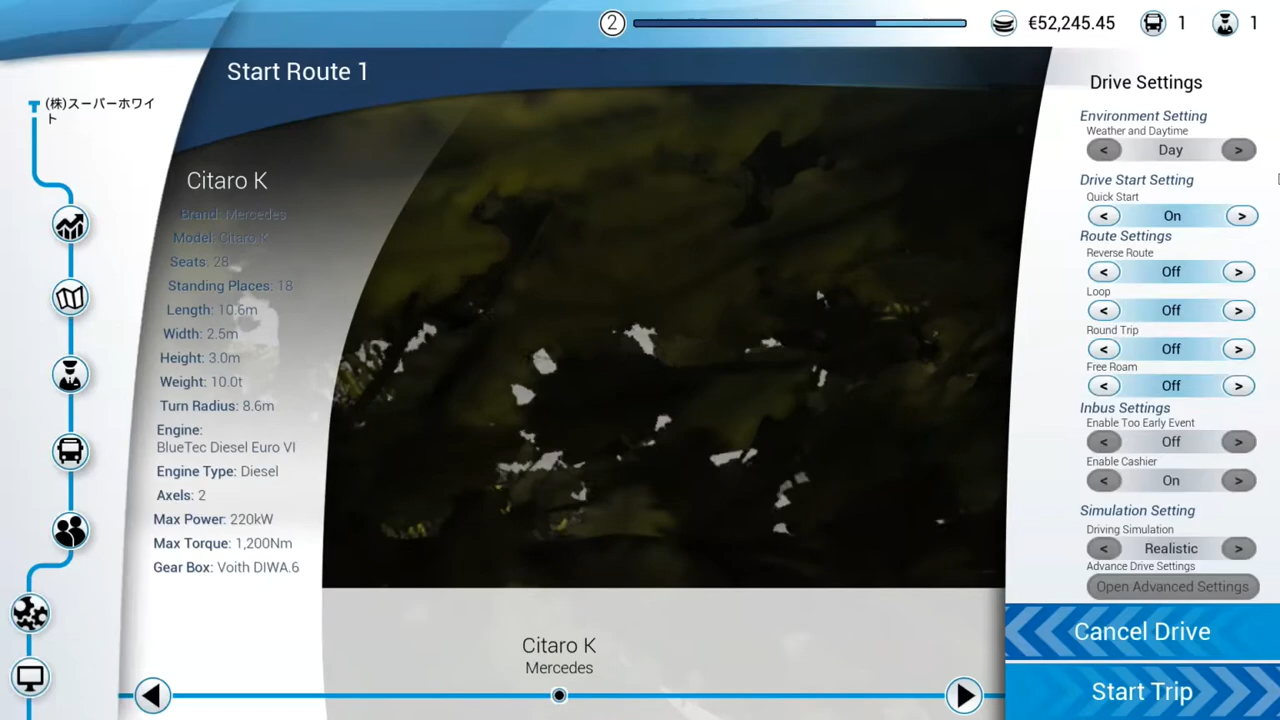 2
€52,245.45
1
1
Start Route 1
(株)スーパーホワイ
ト
Citaro K
Brand: Mercedes
Model: Citaro K
Seats: 28
Standing Places: 18
Length: 10.6m
Width: 2.5m
Height: 3.0m
Weight: 10.0t
Turn Radius: 8.6m
Engine:
BlueTec Diesel Euro VI
Engine Type: Diesel
Axels: 2
Max Power: 220kW
Max Torque: 1,200Nm
Gear Box: Voith DIWA.6
Citaro K
Mercedes
Drive Settings
Environment Setting
Weather and Daytime
< Day >
Drive Start Setting
Quick Start
< On >
Route Settings
Reverse Route
< Off >
Loop
< Off >
Round Trip
< Off >
Free Roam
< Off >
Inbus Settings
Enable Too Early Event
< Off >
Enable Cashier
< On >
Simulation Setting
Driving Simulation
< Realistic >
Advance Drive Settings
Open Advanced Settings
Cancel Drive
Start Trip